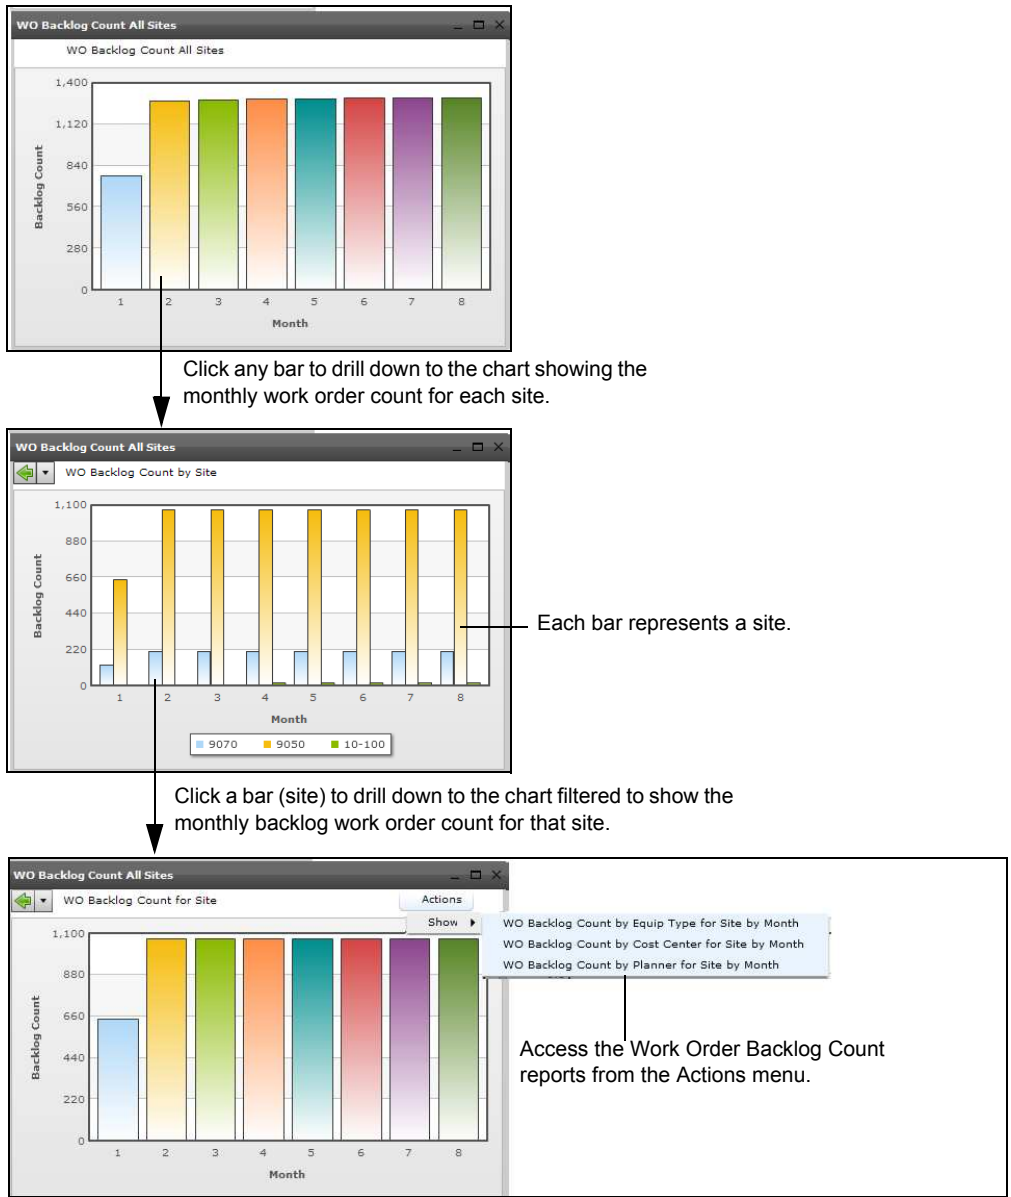 WO Backlog Count All Sites
WO Backlog Count All Sites
1,400
1,120
840
560
280
0
Backlog Count
1 2 3 4 5 6 7 8
Month
Click any bar to drill down to the chart showing the
monthly work order count for each site.
WO Backlog Count All Sites
WO Backlog Count by Site
1,100
880
660
440
220
0
Backlog Count
1 2 3 4 5 6 7 8
Month
9070 9050 10-100
Each bar represents a site.
Click a bar (site) to drill down to the chart filtered to show the
monthly backlog work order count for that site.
WO Backlog Count All Sites
WO Backlog Count for Site
Actions
Show
WO Backlog Count by Equip Type for Site by Month
WO Backlog Count by Cost Center for Site by Month
WO Backlog Count by Planner for Site by Month
1,100
880
660
440
220
0
Backlog Count
1 2 3 4 5 6 7 8
Month
Access the Work Order Backlog Count
reports from the Actions menu.